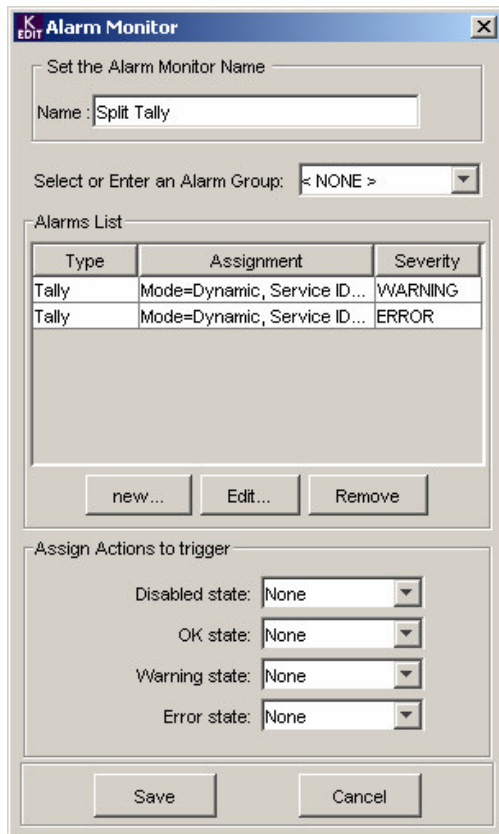 K EDIT Alarm Monitor
Set the Alarm Monitor Name
Name : Split Tally
Select or Enter an Alarm Group: < NONE >
Alarms List
Type Assignment Severity
Tally Mode=Dynamic, Service ID... WARNING
Tally Mode=Dynamic, Service ID... ERROR
new... Edit... Remove
Assign Actions to trigger
Disabled state: None
OK state: None
Warning state: None
Error state: None
Save Cancel